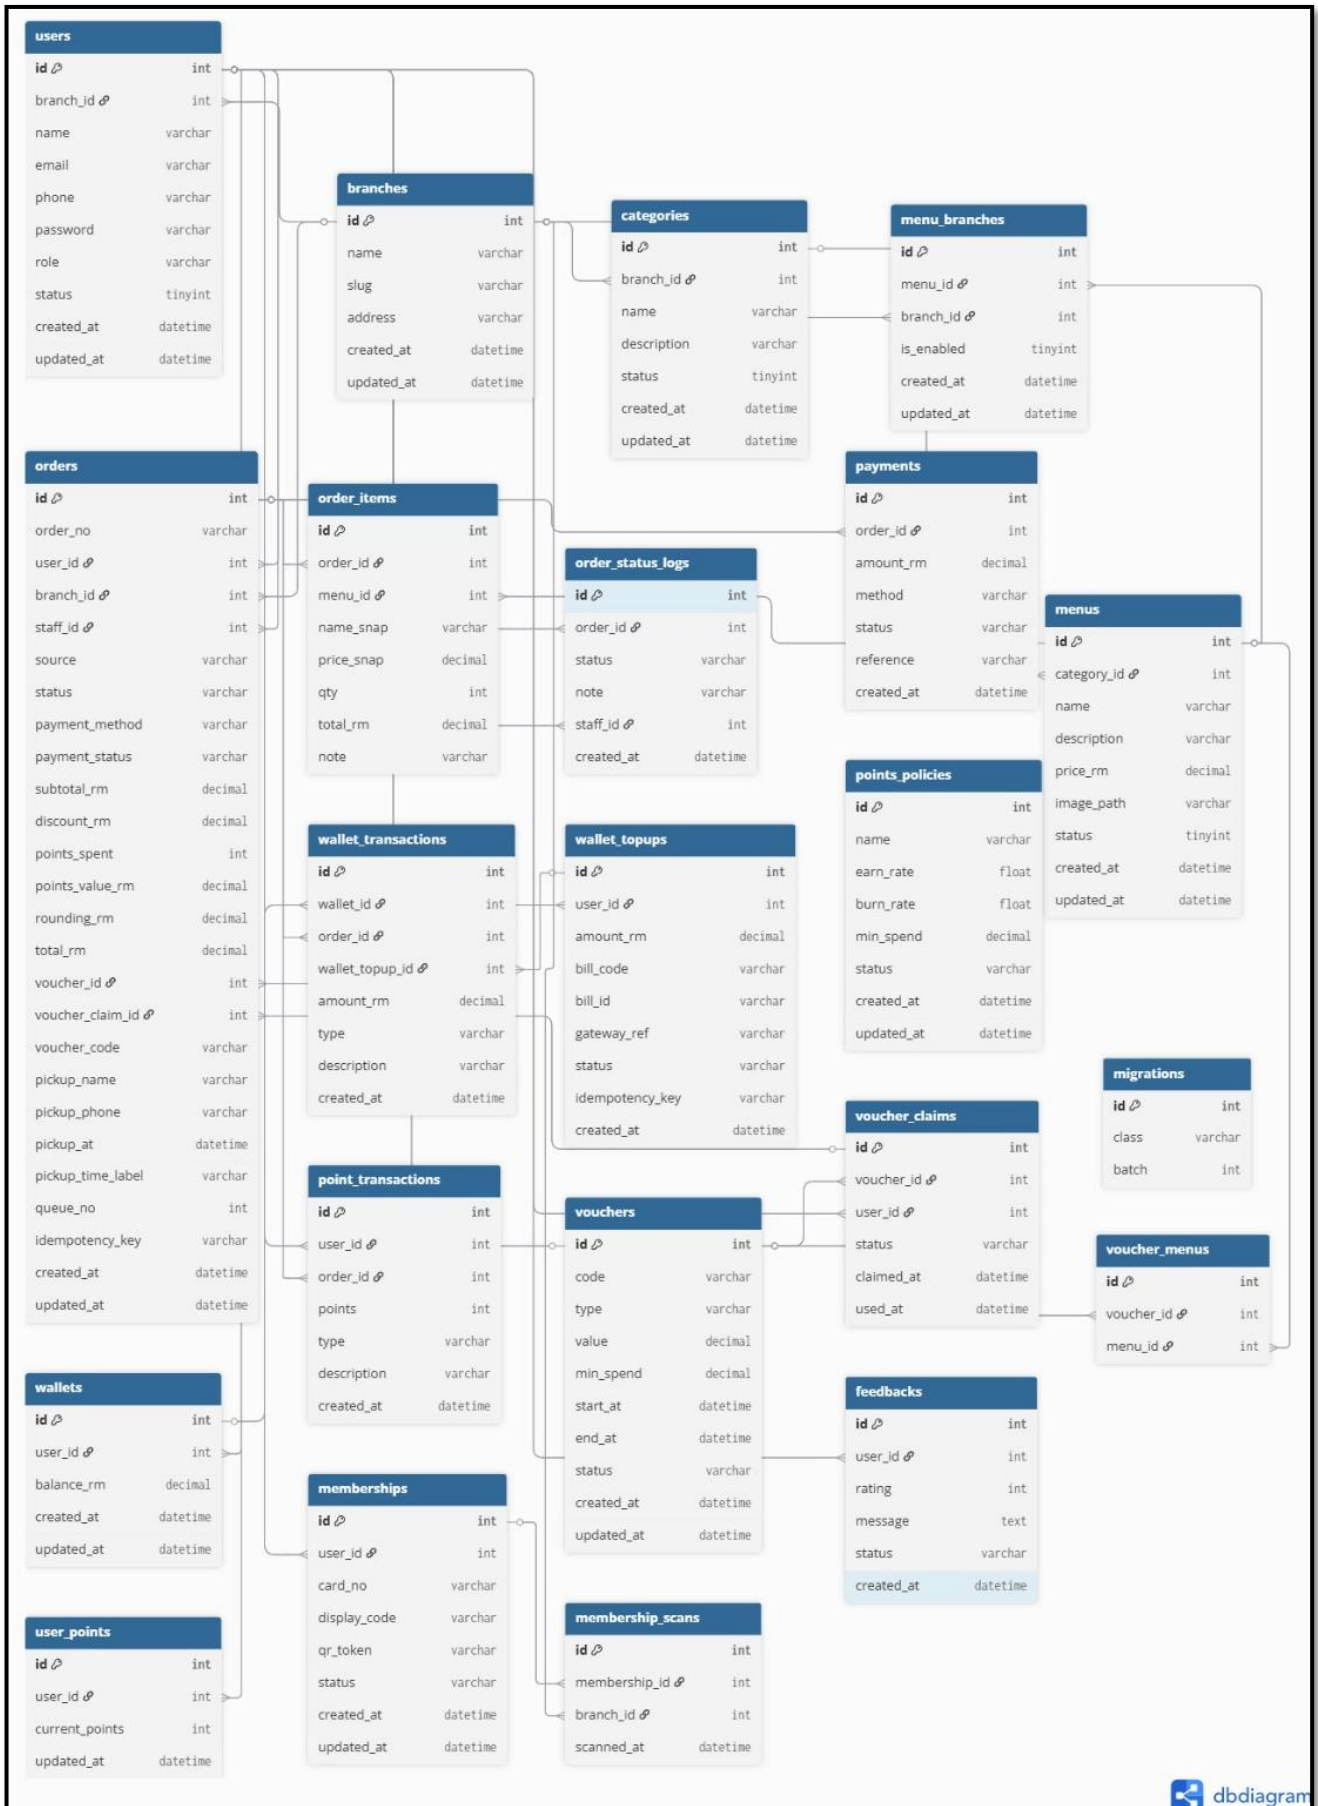 users
id int
branch_id int
name varchar
email varchar
phone varchar
password varchar
role varchar
status tinyint
created_at datetime
updated_at datetime
branches
id int
name varchar
slug varchar
address varchar
created_at datetime
updated_at datetime
categories
id int
branch_id int
name varchar
description varchar
status tinyint
created_at datetime
updated_at datetime
menu_branches
id int
menu_id int
branch_id int
is_enabled tinyint
created_at datetime
updated_at datetime
orders
id int
order_no varchar
user_id int
branch_id int
staff_id int
source varchar
status varchar
payment_method varchar
payment_status varchar
subtotal_rm decimal
discount_rm decimal
points_spent int
points_value_rm decimal
rounding_rm decimal
total_rm decimal
voucher_id int
voucher_claim_id int
voucher_code varchar
pickup_name varchar
pickup_phone varchar
pickup_at datetime
pickup_time_label varchar
queue_no int
idempotency_key varchar
created_at datetime
updated_at datetime
order_items
id int
order_id int
menu_id int
name_snap varchar
price_snap decimal
qty int
total_rm decimal
note varchar
order_status_logs
id int
order_id int
status varchar
note varchar
staff_id int
created_at datetime
payments
id int
order_id int
amount_rm decimal
method varchar
status varchar
reference varchar
created_at datetime
menus
id int
category_id int
name varchar
description varchar
price_rm decimal
image_path varchar
status tinyint
created_at datetime
updated_at datetime
points_policies
id int
name varchar
earn_rate float
burn_rate float
min_spend decimal
status varchar
created_at datetime
updated_at datetime
wallet_transactions
id int
wallet_id int
order_id int
wallet_topup_id int
amount_rm decimal
type varchar
description varchar
created_at datetime
wallet_topups
id int
user_id int
amount_rm decimal
bill_code varchar
bill_id varchar
gateway_ref varchar
status varchar
idempotency_key varchar
created_at datetime
migrations
id int
class varchar
batch int
voucher_claims
id int
voucher_id int
user_id int
status varchar
claimed_at datetime
used_at datetime
point_transactions
id int
user_id int
order_id int
points int
type varchar
description varchar
created_at datetime
vouchers
id int
code varchar
type varchar
value decimal
min_spend decimal
start_at datetime
end_at datetime
status varchar
created_at datetime
updated_at datetime
voucher_menus
id int
voucher_id int
menu_id int
wallets
id int
user_id int
balance_rm decimal
created_at datetime
updated_at datetime
feedbacks
id int
user_id int
rating int
message text
status varchar
created_at datetime
memberships
id int
user_id int
card_no varchar
display_code varchar
qr_token varchar
status varchar
created_at datetime
updated_at datetime
membership_scans
id int
membership_id int
branch_id int
scanned_at datetime
user_points
id int
user_id int
current_points int
updated_at datetime
dbdiagram